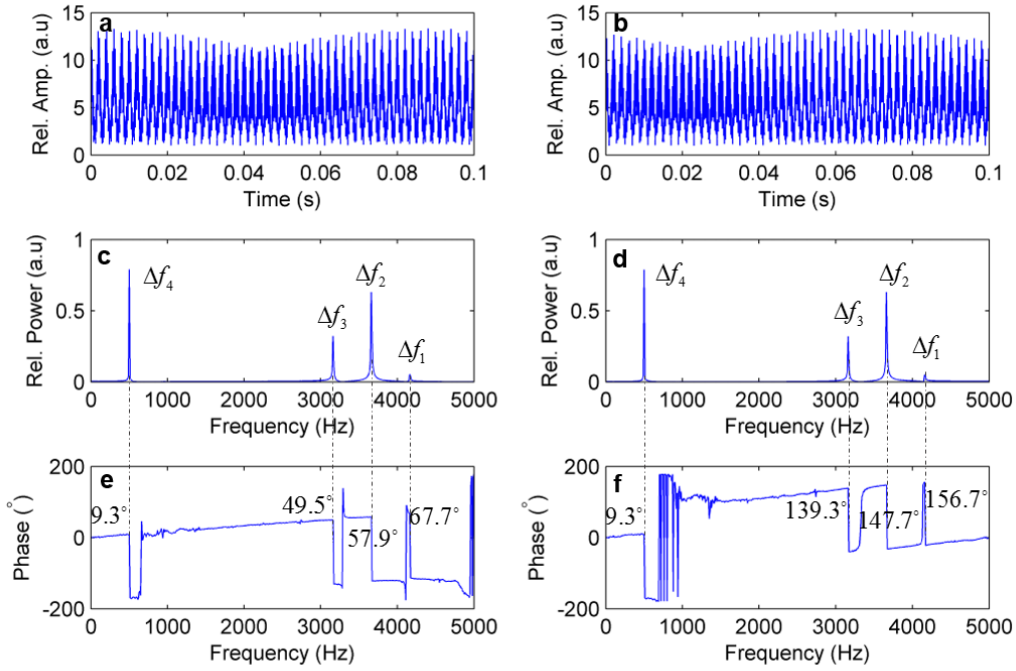 a
Rel. Amp. (a.u)
15
10
5
0
0 0.02 0.04 0.06 0.08 0.1
Time (s)
b
Rel. Amp. (a.u)
15
10
5
0
0 0.02 0.04 0.06 0.08 0.1
Time (s)
c
Rel. Power (a.u)
1
0.5
0
Δf₄
Δf₃
Δf₂
Δf₁
0 1000 2000 3000 4000 5000
Frequency (Hz)
d
Rel. Power (a.u)
1
0.5
0
Δf₄
Δf₃
Δf₂
Δf₁
0 1000 2000 3000 4000 5000
Frequency (Hz)
e
Phase (°)
200
0
-200
9.3°
49.5°
57.9°
67.7°
0 1000 2000 3000 4000 5000
Frequency (Hz)
f
Phase (°)
200
0
-200
9.3°
139.3°
147.7°
156.7°
0 1000 2000 3000 4000 5000
Frequency (Hz)